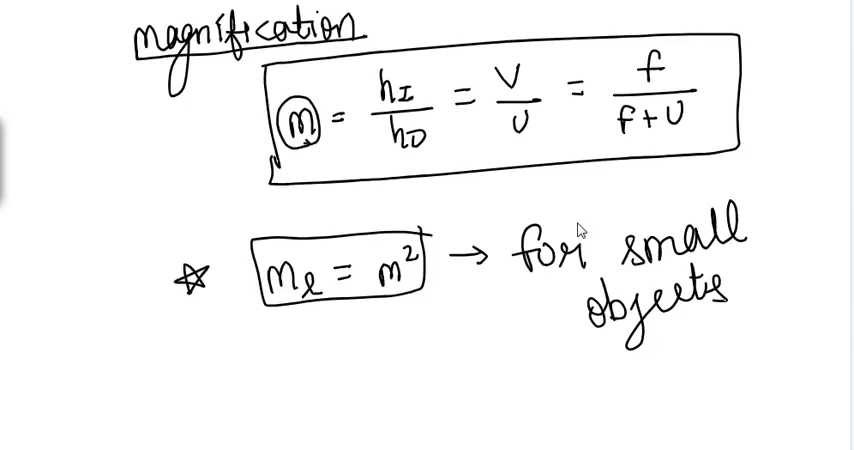 magnification
m = hI/hO = V/U = f/f+U
☆ ml = m² → for small
objects